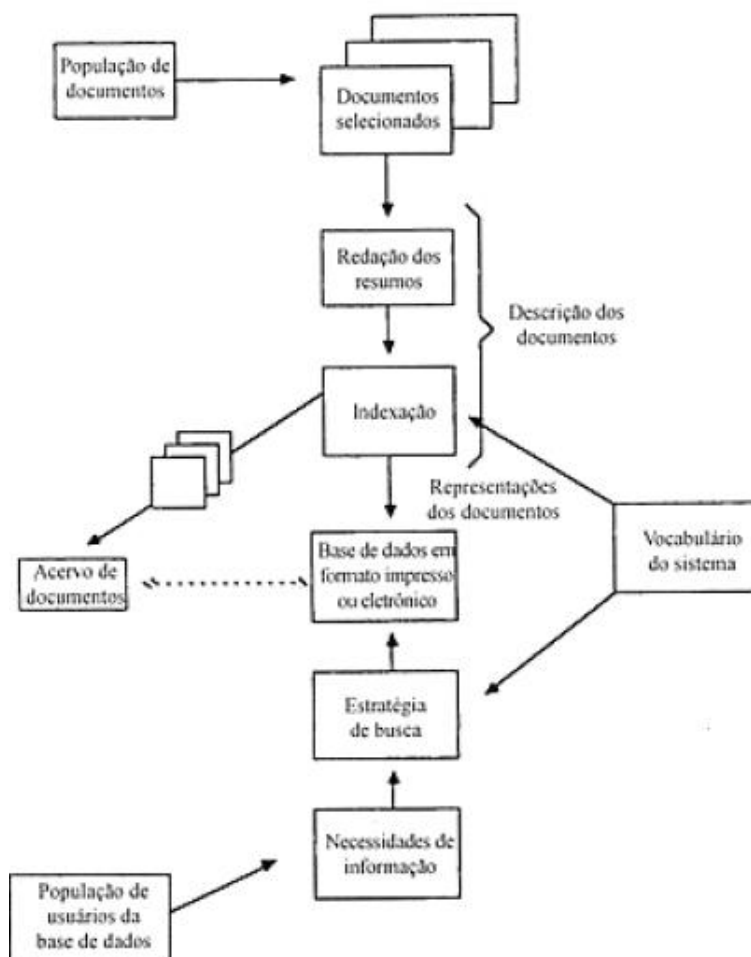 População de
documentos
Documentos
selecionados
Redação dos
resumos
Descrição dos
documentos
Indexação
Representações
dos documentos
Vocabulário
do sistema
Base de dados em
formato impresso
ou eletrônico
Acervo de
documentos
Estratégia
de busca
Necessidades de
informação
População de
usuários da
base de dados